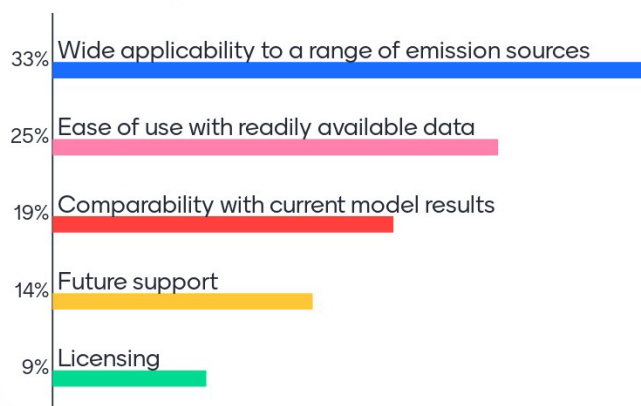 33% Wide applicability to a range of emission sources
25% Ease of use with readily available data
19% Comparability with current model results
14% Future support
9% Licensing